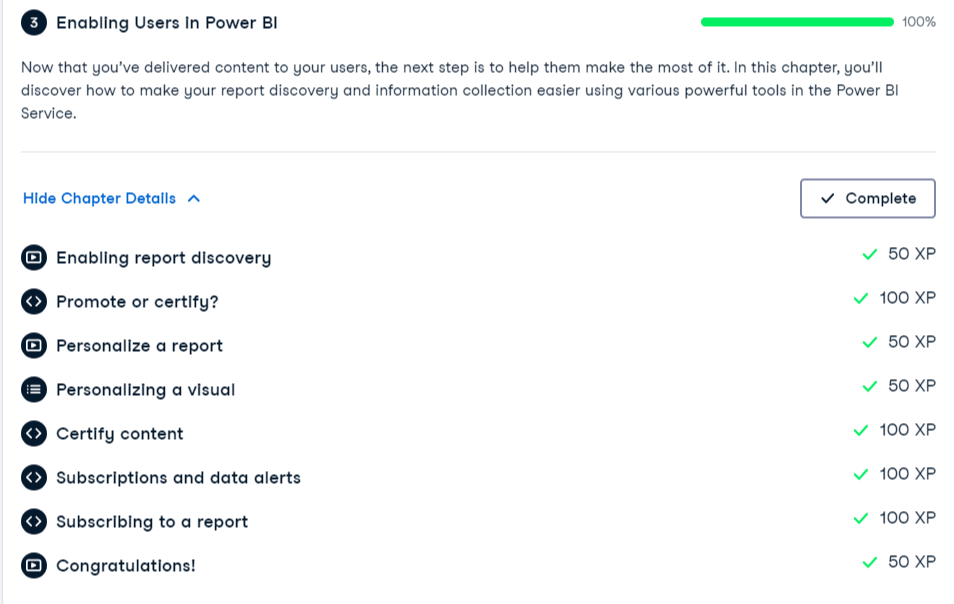 3 Enabling Users in Power BI 100%
Now that you've delivered content to your users, the next step is to help them make the most of it. In this chapter, you'll
discover how to make your report discovery and information collection easier using various powerful tools in the Power BI
Service.
Hide Chapter Details
Complete
Enabling report discovery 50 XP
Promote or certify? 100 XP
Personalize a report 50 XP
Personalizing a visual 50 XP
Certify content 100 XP
Subscriptions and data alerts 100 XP
Subscribing to a report 100 XP
Congratulations! 50 XP